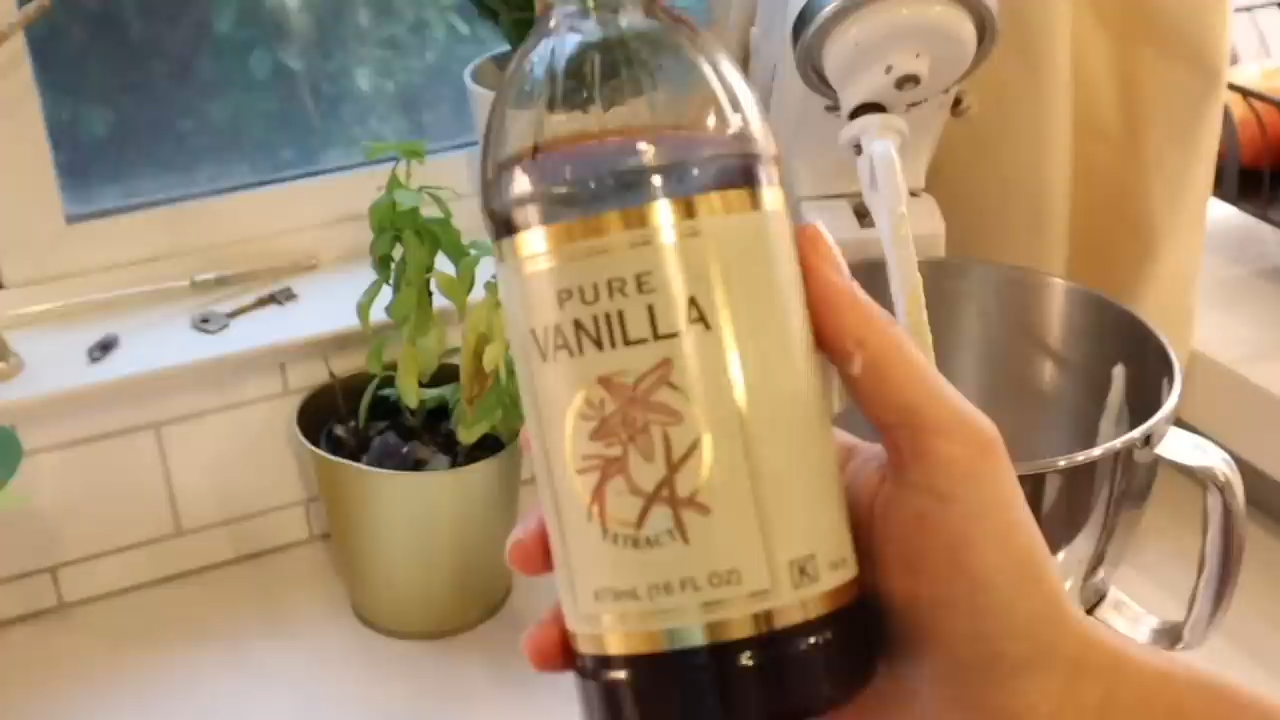 PURE
VANILLA
EXTRACT
473mL (16 FL OZ)
K